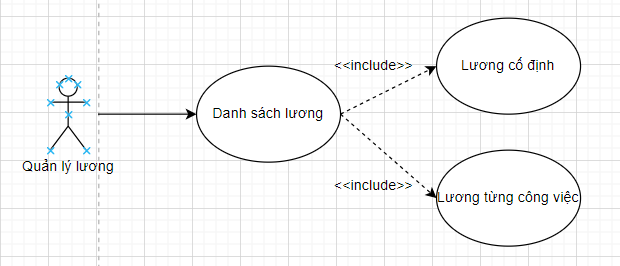 <<include>>
Lương cố định
Danh sách lương
Quản lý lương
<<include>>
Lương từng công việc